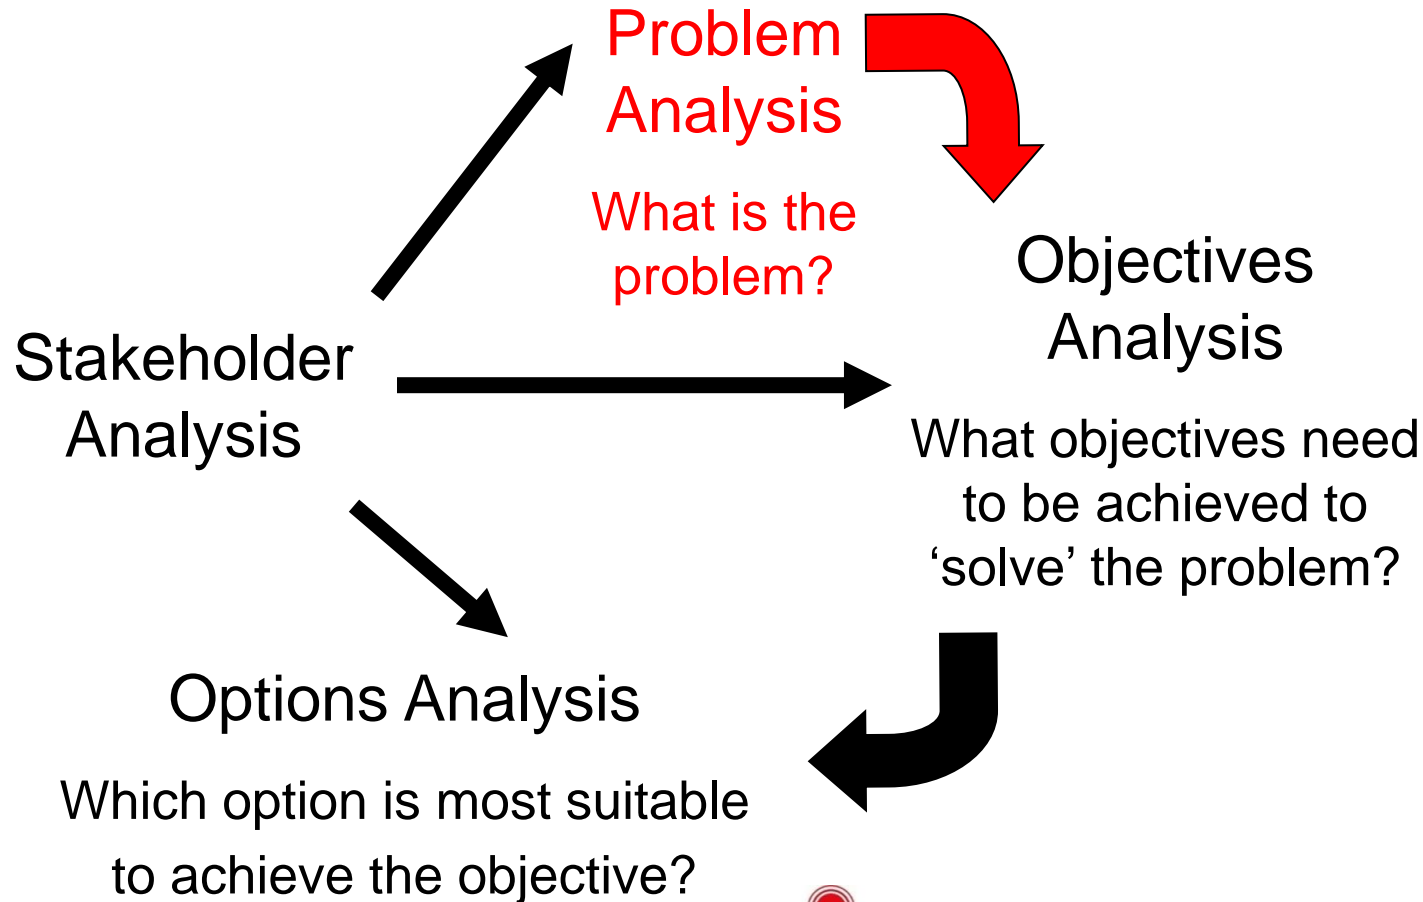 Problem
Analysis
What is the
problem?
Objectives
Analysis
What objectives need
to be achieved to
‘solve’ the problem?
Stakeholder
Analysis
Options Analysis
Which option is most suitable
to achieve the objective?